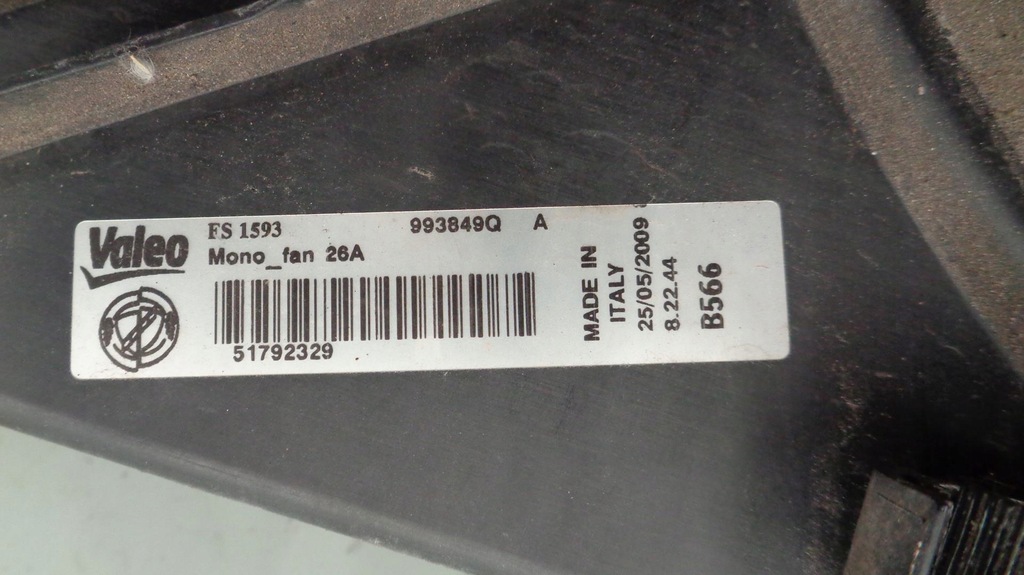 Valeo
FS 1593
993849Q A
Mono_fan 26A
51792329
MADE IN
ITALY
25/05/2009
8.22.44
B566